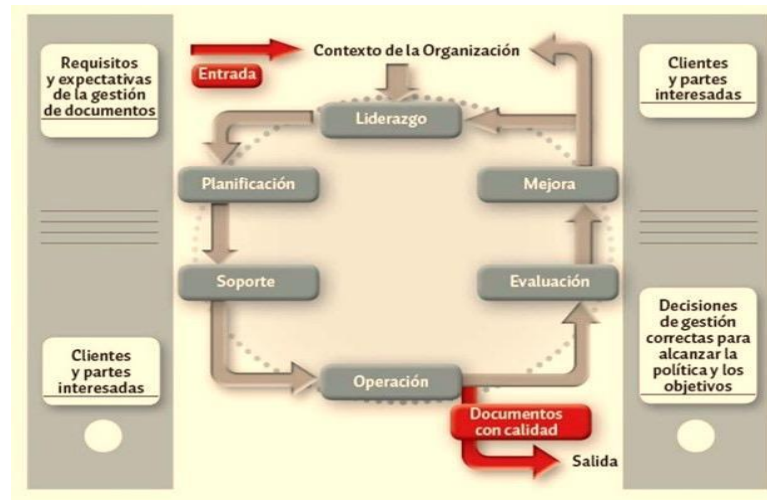 Requisitos
y expectativas
de la gestión
de documentos
Clientes
y partes
interesadas
Entrada
Contexto de la Organización
Liderazgo
Planificación
Mejora
Soporte
Evaluación
Operación
Documentos
con calidad
Salida
Clientes
y partes
interesadas
Decisiones
de gestión
correctas para
alcanzar la
política y los
objetivos